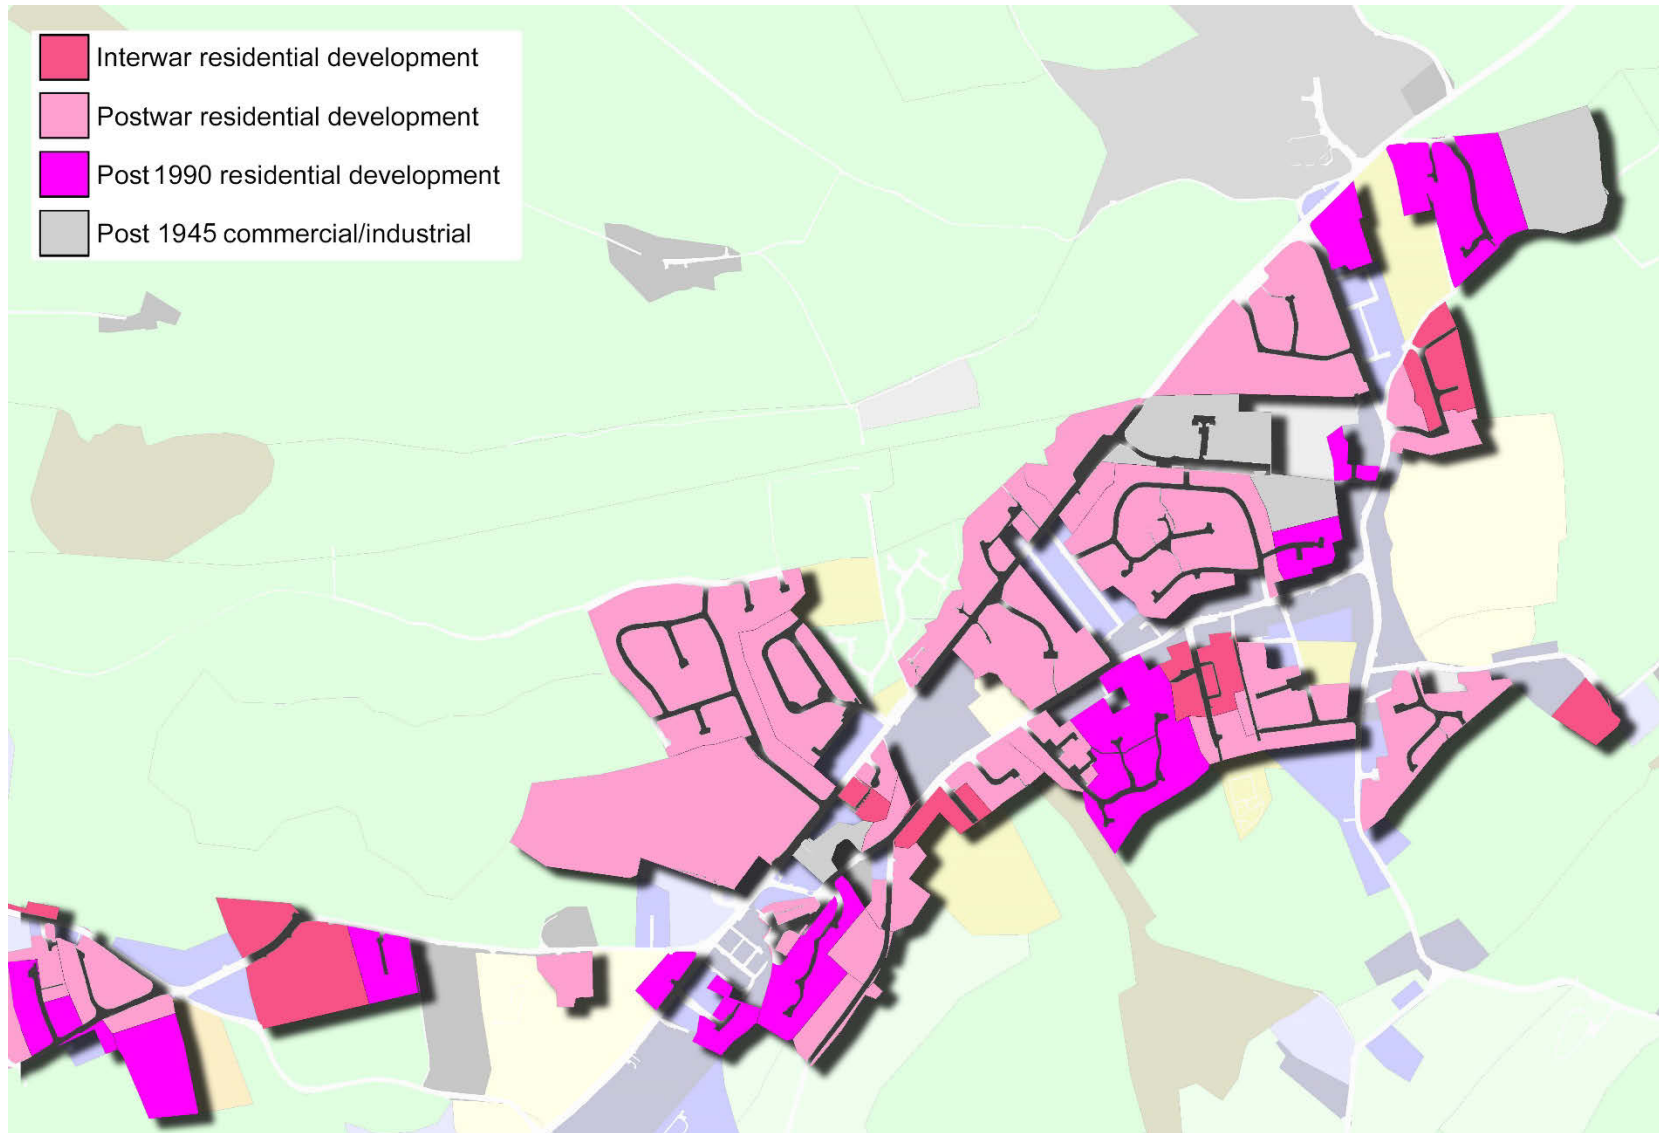 Interwar residential development
Postwar residential development
Post 1990 residential development
Post 1945 commercial/industrial